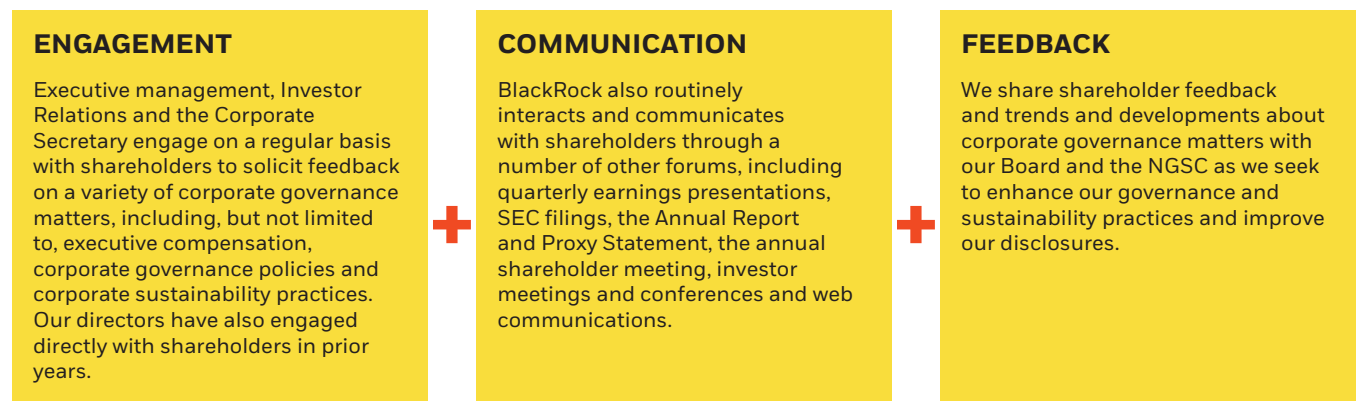 ENGAGEMENT
Executive management, Investor
Relations and the Corporate
Secretary engage on a regular basis
with shareholders to solicit feedback
on a variety of corporate governance
matters, including, but not limited
to, executive compensation,
corporate governance policies and
corporate sustainability practices.
Our directors have also engaged
directly with shareholders in prior
years.
COMMUNICATION
BlackRock also routinely
interacts and communicates
with shareholders through a
number of other forums, including
quarterly earnings presentations,
SEC filings, the Annual Report
and Proxy Statement, the annual
shareholder meeting, investor
meetings and conferences and web
communications.
FEEDBACK
We share shareholder feedback
and trends and developments about
corporate governance matters with
our Board and the NGSC as we seek
to enhance our governance and
sustainability practices and improve
our disclosures.